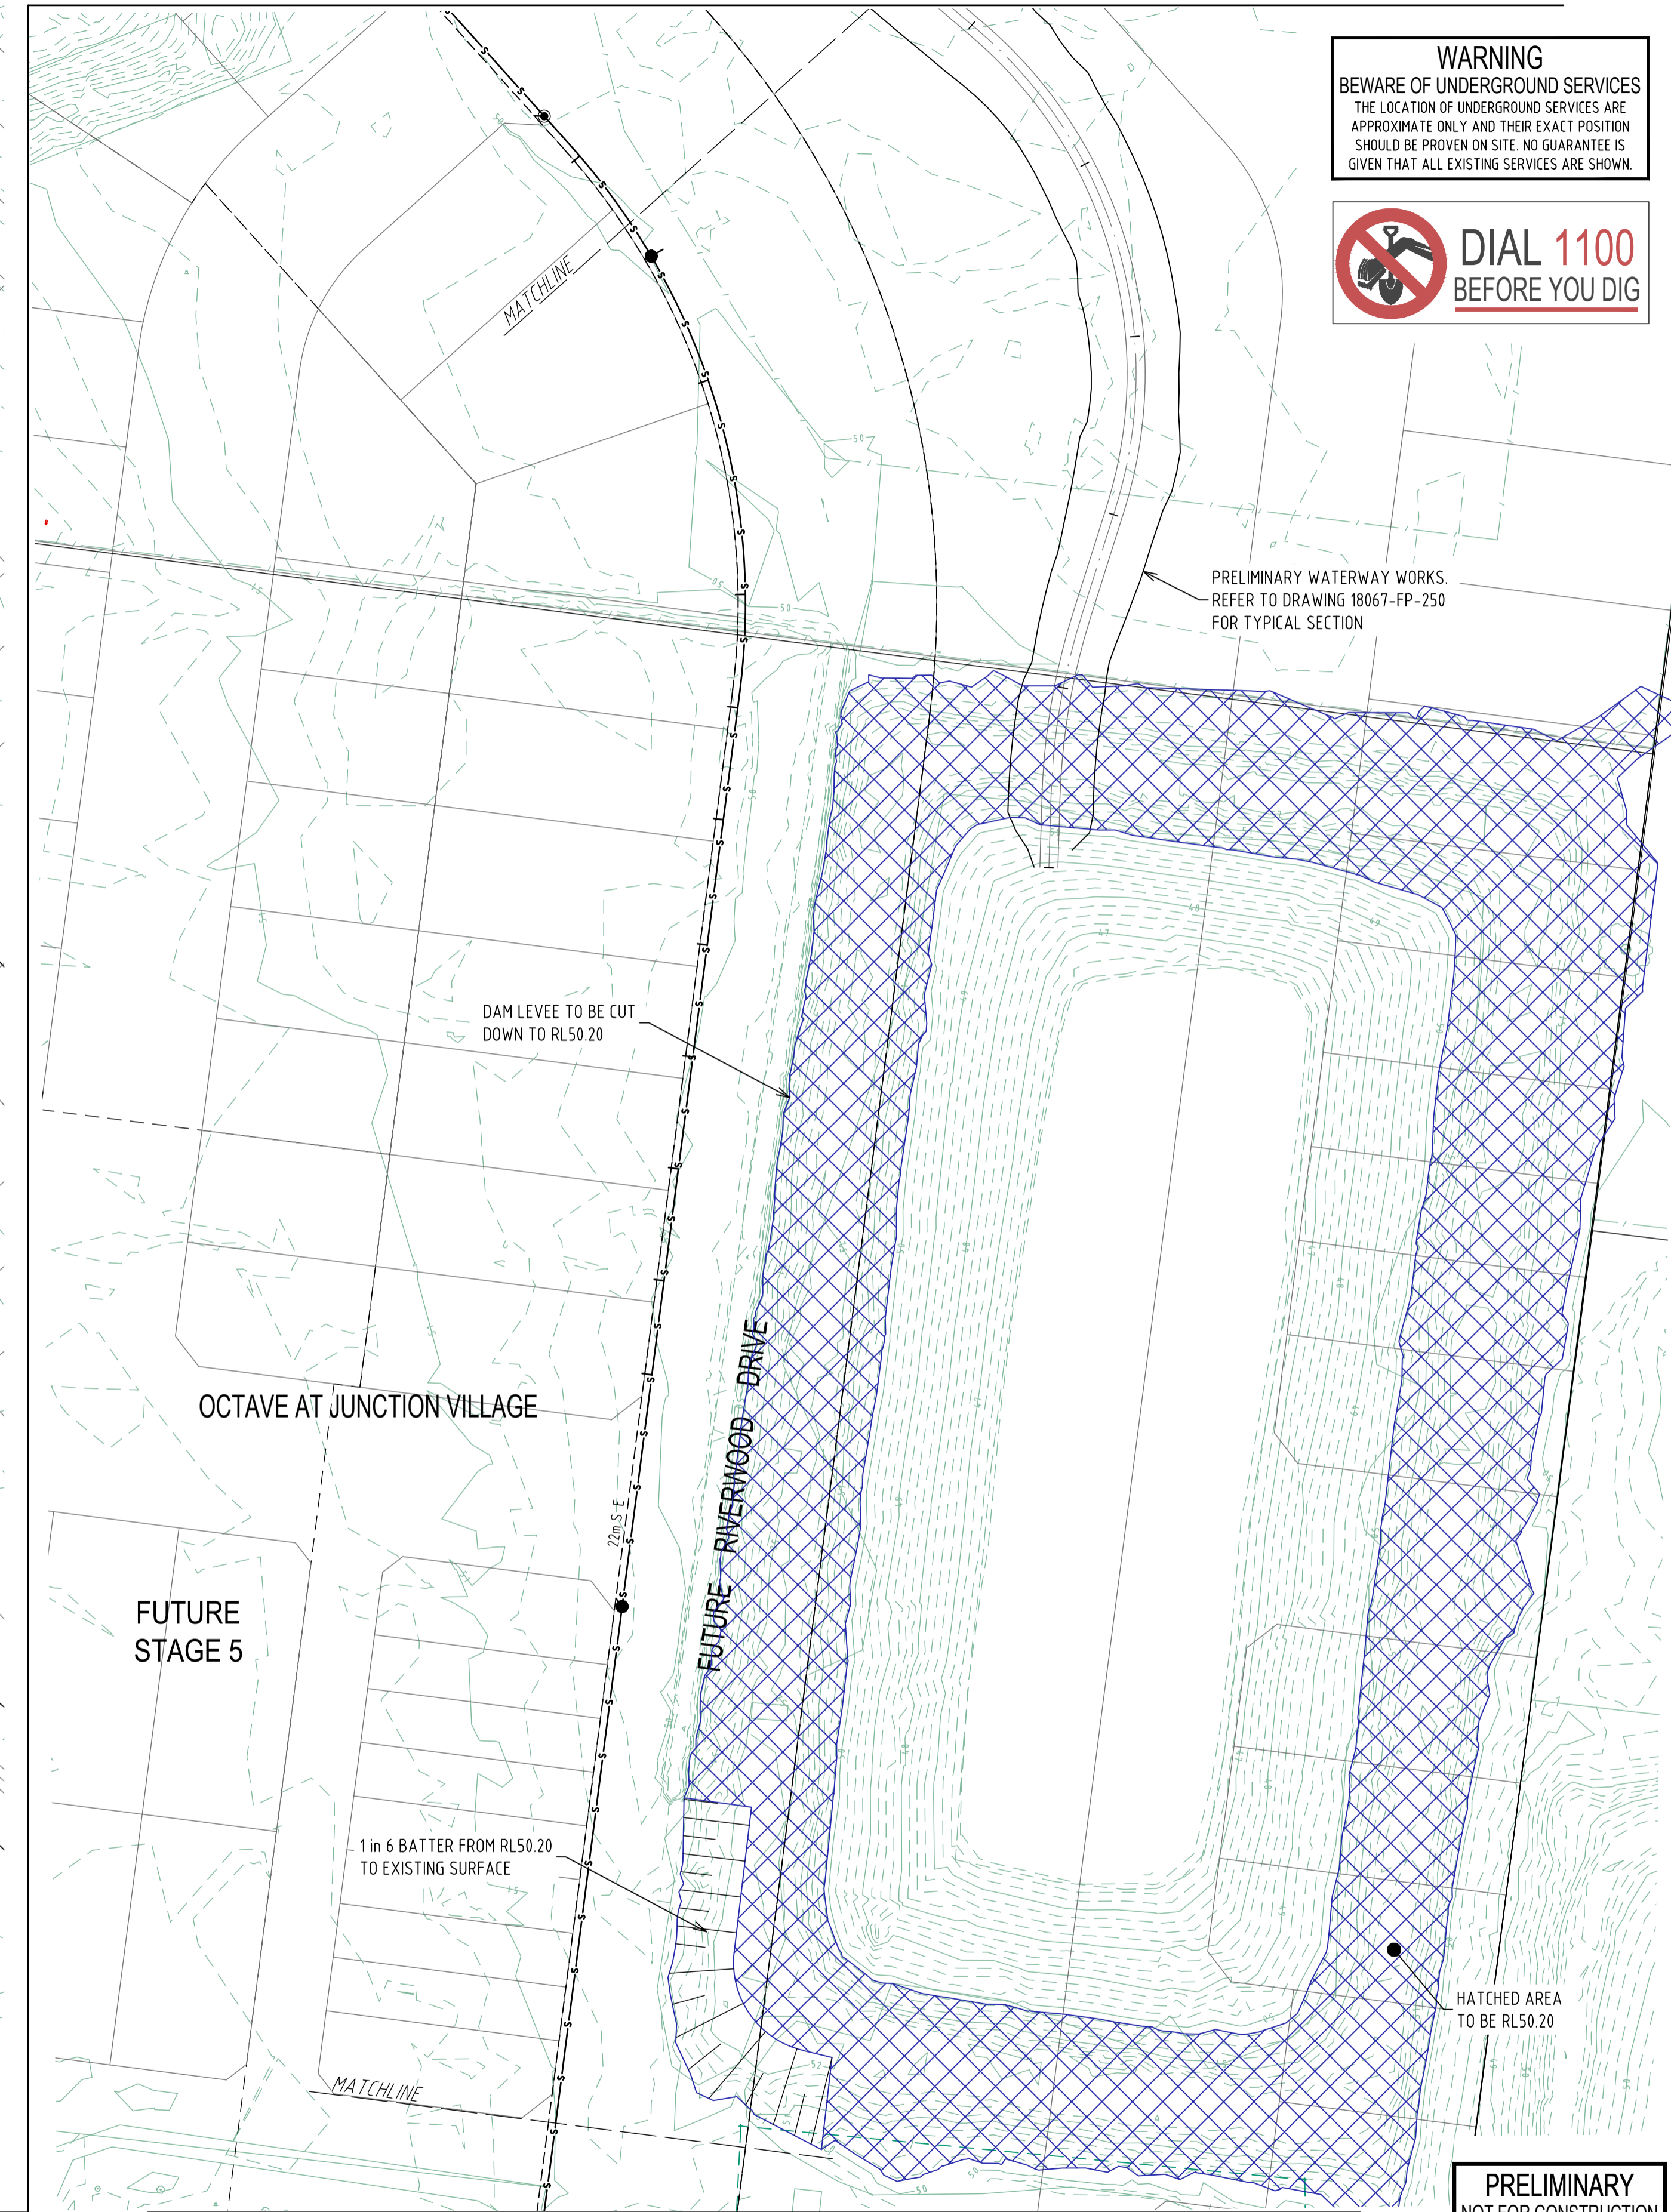 WARNING
BEWARE OF UNDERGROUND SERVICES
THE LOCATION OF UNDERGROUND SERVICES ARE
APPROXIMATE ONLY AND THEIR EXACT POSITION
SHOULD BE PROVEN ON SITE. NO GUARANTEE IS
GIVEN THAT ALL EXISTING SERVICES ARE SHOWN.
DIAL 1100
BEFORE YOU DIG
MATCHLINE
PRELIMINARY WATERWAY WORKS.
REFER TO DRAWING 18067-FP-250
FOR TYPICAL SECTION
DAM LEVEE TO BE CUT
DOWN TO RL50.20
OCTAVE AT JUNCTION VILLAGE
FUTURE RIVERWOOD DRIVE
22m S E
FUTURE
STAGE 5
1 in 6 BATTER FROM RL50.20
TO EXISTING SURFACE
HATCHED AREA
TO BE RL50.20
MATCHLINE
PRELIMINARY
NOT FOR CONSTRUCTION